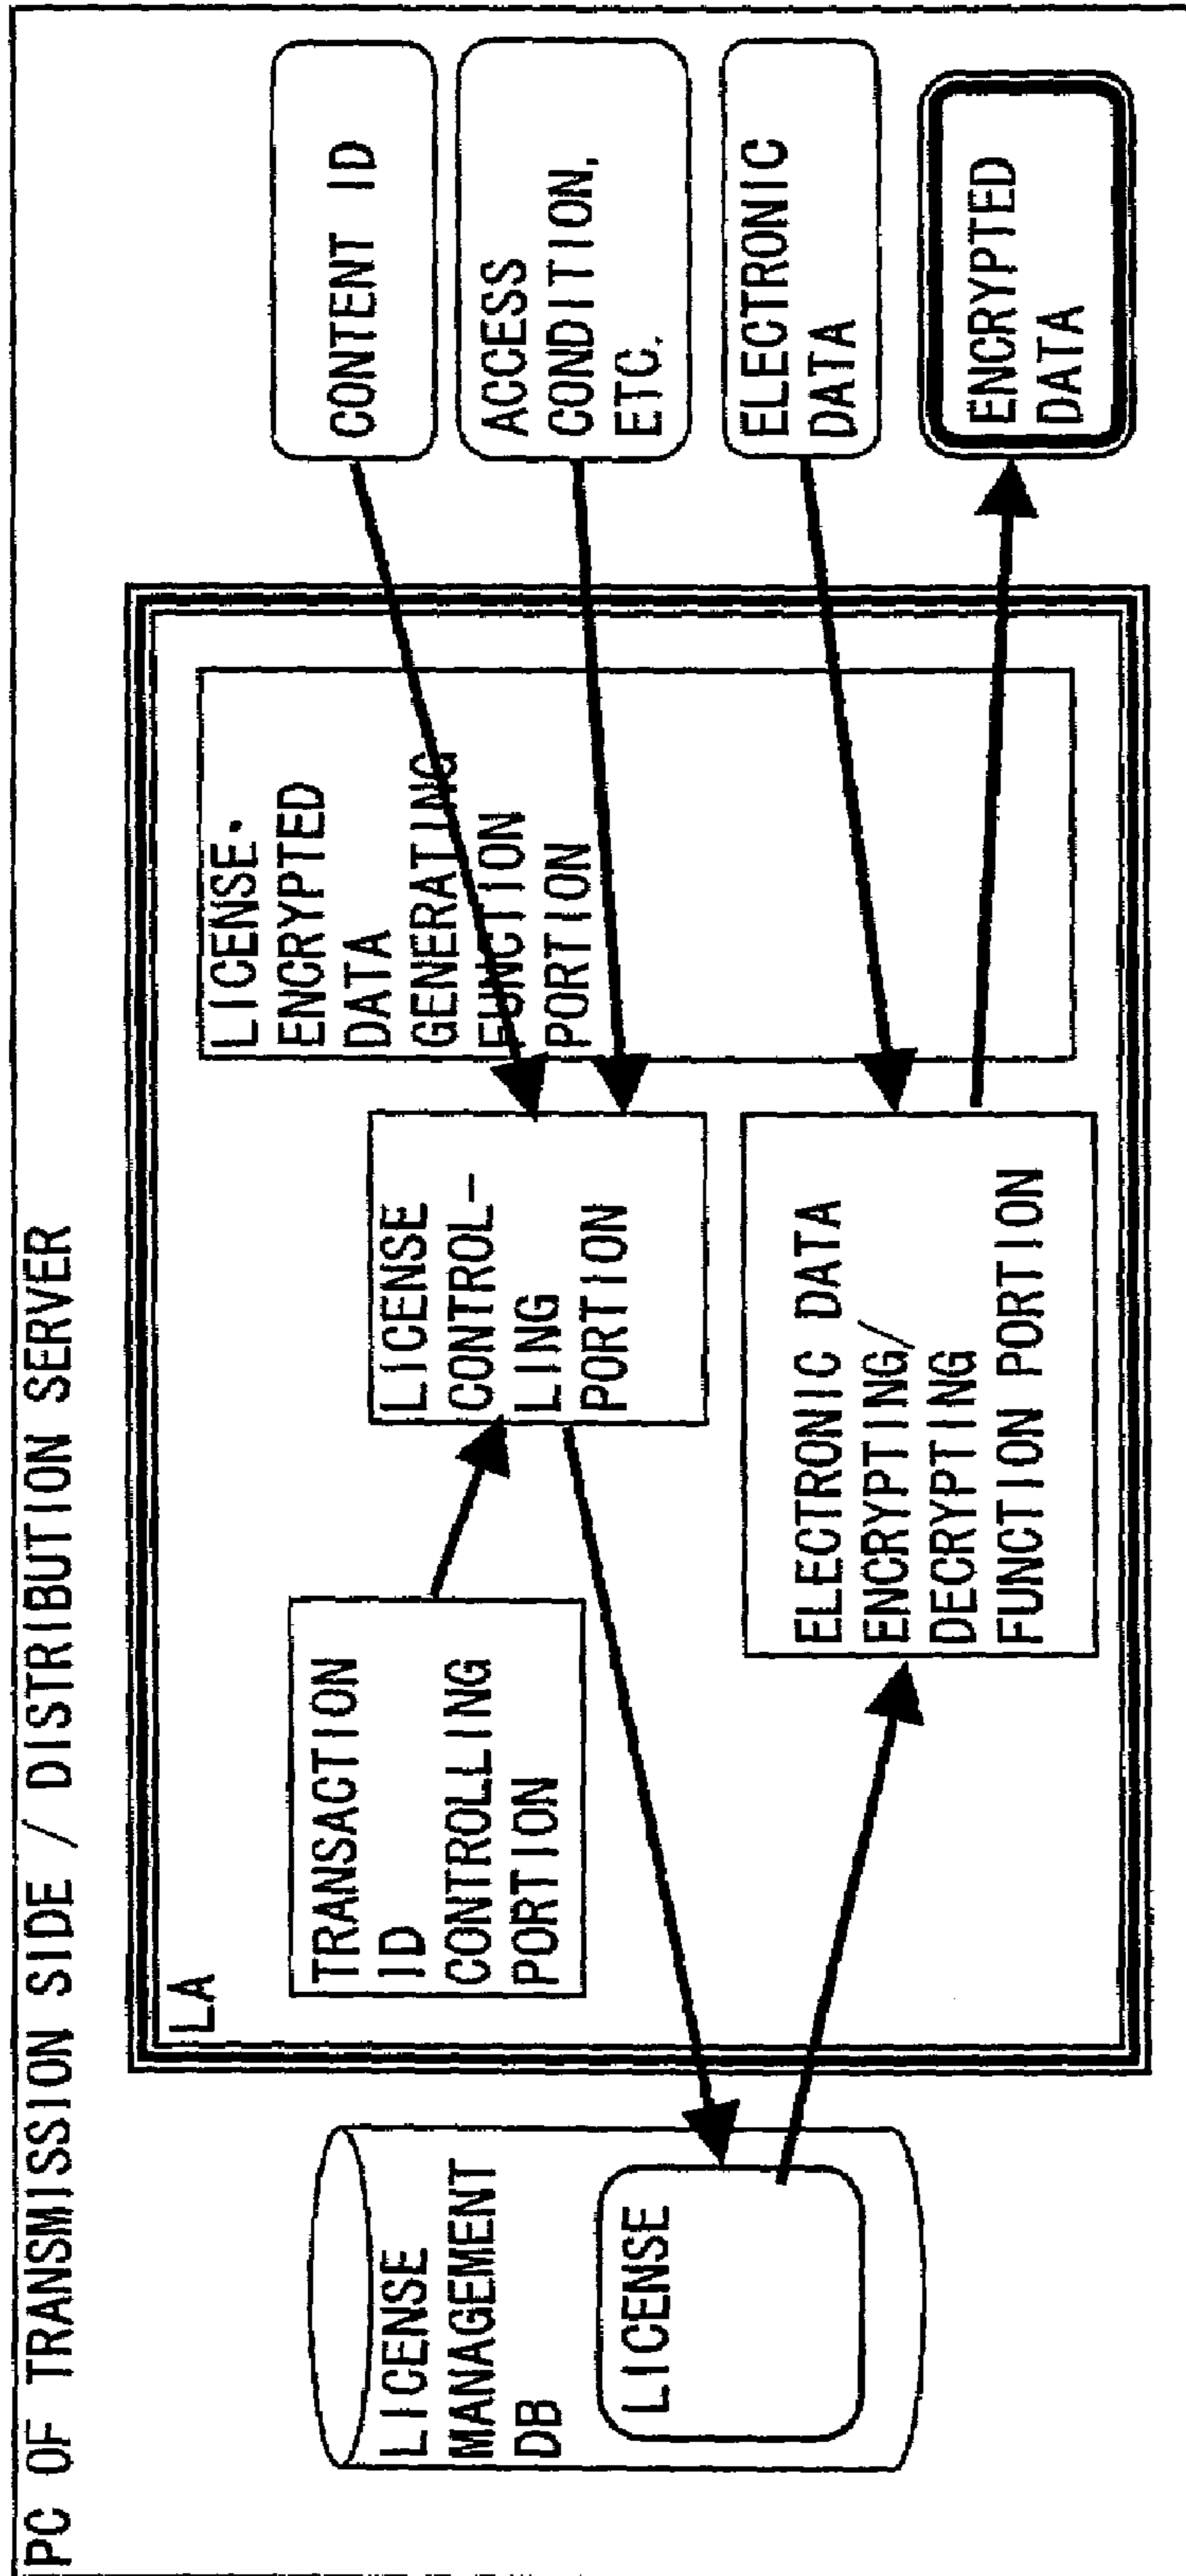 PC OF TRANSMISSION SIDE / DISTRIBUTION SERVER
LICENSE
MANAGEMENT
DB
LICENSE
LA
TRANSACTION
ID
CONTROLLING
PORTION
LICENSE
CONTROL-
LING
PORTION
ELECTRONIC DATA
ENCRYPTING/
DECRYPTING
FUNCTION PORTION
LICENSE·
ENCRYPTED
DATA
GENERATING
FUNCTION
PORTION
CONTENT ID
ACCESS
CONDITION,
ETC.
ELECTRONIC
DATA
ENCRYPTED
DATA